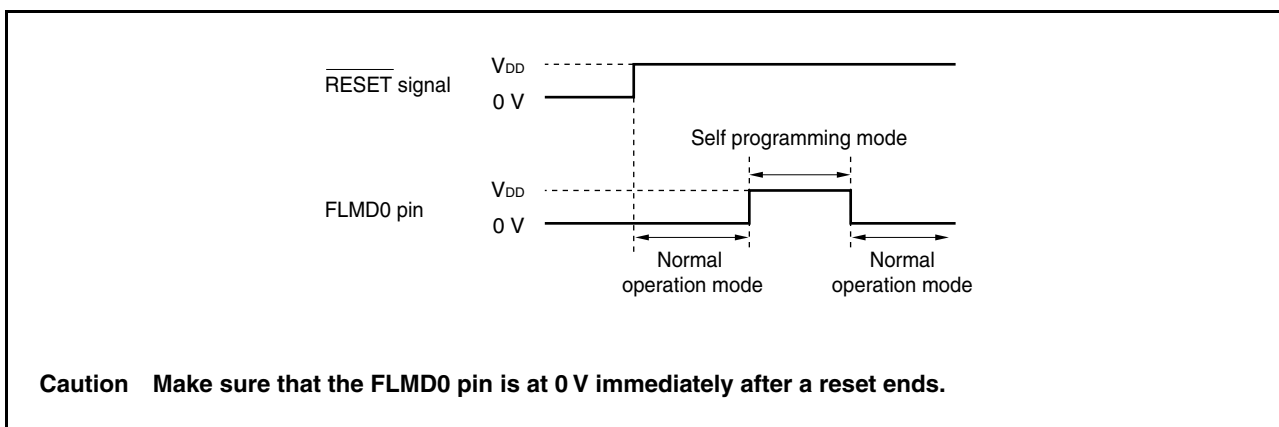 RESET signal
VDD
0 V
Self programming mode
FLMD0 pin
VDD
0 V
Normal
operation mode
Normal
operation mode
Caution Make sure that the FLMD0 pin is at 0 V immediately after a reset ends.